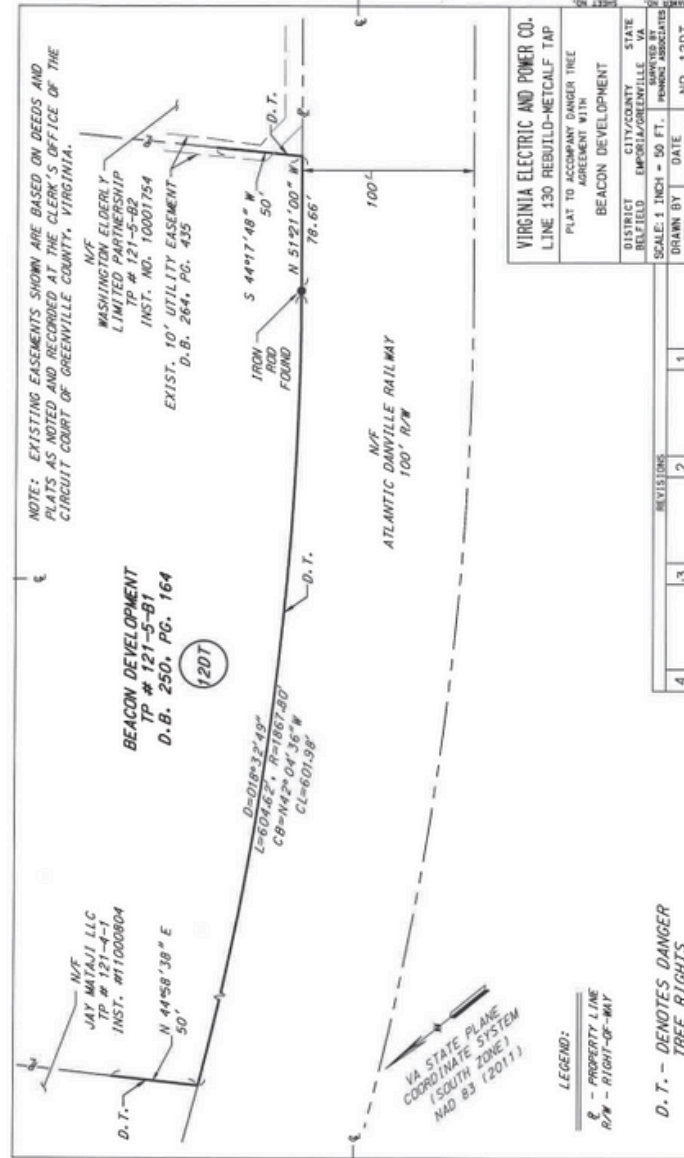 NOTE: EXISTING EASEMENTS SHOWN ARE BASED ON DEEDS AND
PLATS AS NOTED AND RECORDED AT THE CLERK'S OFFICE OF THE
CIRCUIT COURT OF GREENVILLE COUNTY, VIRGINIA.
N/F
JAY MATAJI LLC
TP # 121-4-1
INST. #11000804
N 44°58'38" E
50'
D.T.
BEACON DEVELOPMENT
TP # 121-5-B1
D.B. 250, PG. 164
12DT
N/F
WASHINGTON ELDERLY
LIMITED PARTNERSHIP
TP # 121-5-B2
INST. NO. 10001754
EXIST. 10' UTILITY EASEMENT
D.B. 264, PG. 435
S 44°17'48" W
50'
D.T.
IRON
ROD
FOUND
N 51°21'00" W
78.66'
D=018°32'49"
L=604.62', R=1867.80'
CB=N42°04'36"W
CL=601.98'
D.T.
100'
N/F
ATLANTIC DANVILLE RAILWAY
100' R/W
N
VA STATE PLANE
COORDINATE SYSTEM
(SOUTH ZONE)
NAD 83 (2011)
LEGEND:
PL - PROPERTY LINE
R/W - RIGHT-OF-WAY
D.T. - DENOTES DANGER
TREE RIGHTS
VIRGINIA ELECTRIC AND POWER CO.
LINE 130 REBUILD-METCALF TAP
PLAT TO ACCOMPANY DANGER TREE
AGREEMENT WITH
BEACON DEVELOPMENT
DISTRICT CITY/COUNTY STATE
BELFIELD EMPORIA/GREENVILLE VA
SCALE: 1 INCH = 50 FT. SURVEYED BY
PENNONI ASSOCIATES
DRAWN BY DATE NO. 12DT
REVISIONS
4 3 2 1